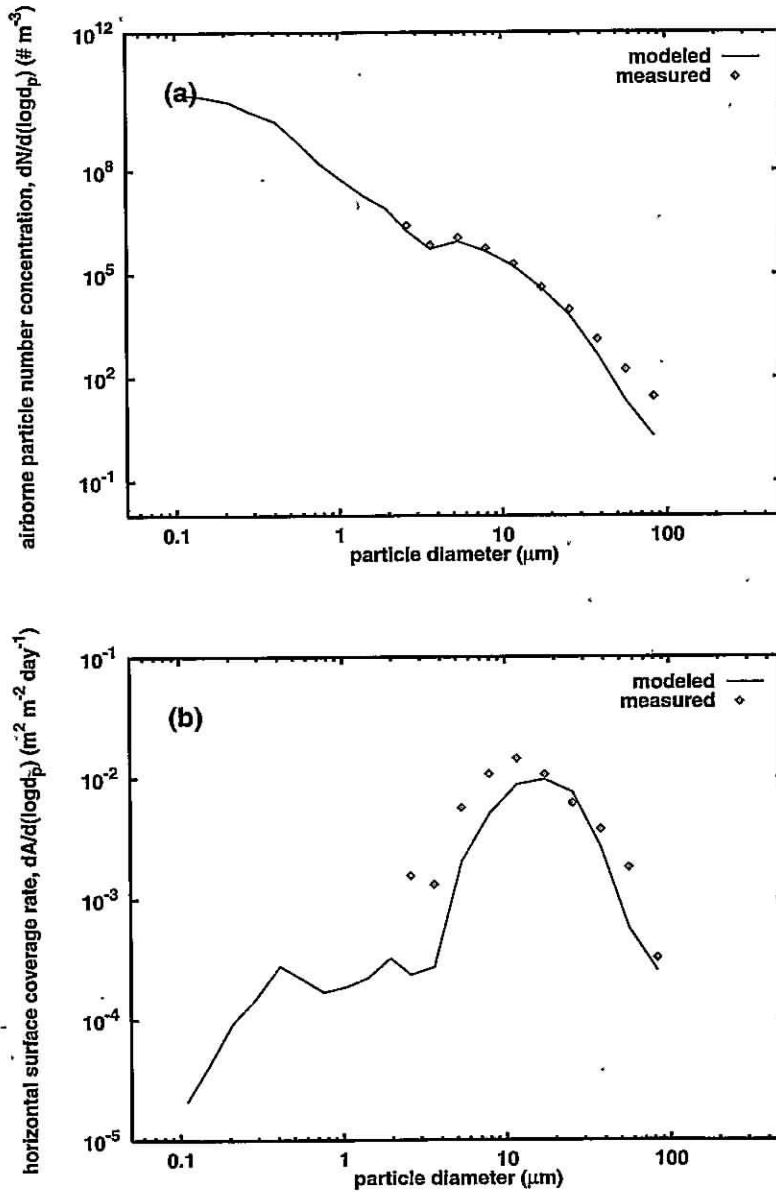 airborne particle number concentration, dN/d(logd_p) (# m^-3)
10^12
10^8
10^5
10^2
10^-1
(a)
modeled
measured
0.1
1
10
100
particle diameter (μm)
horizontal surface coverage rate, dA/d(logd_p) (m^2 m^-2 day^-1)
10^-1
10^-2
10^-3
10^-4
10^-5
(b)
modeled
measured
0.1
1
10
100
particle diameter (μm)